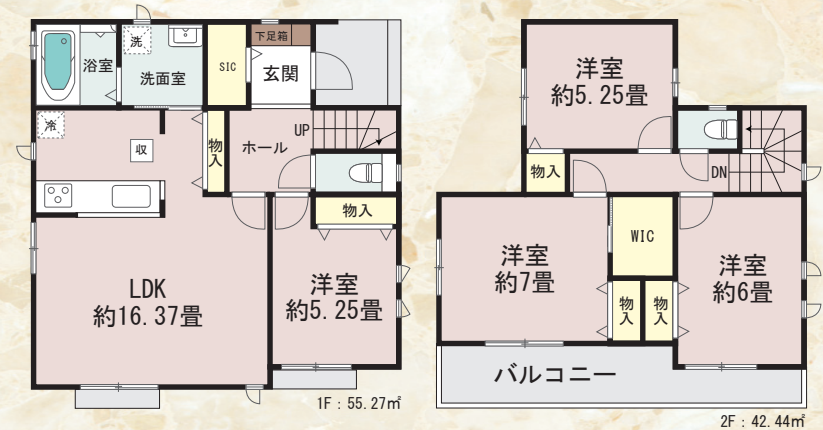 浴室
洗
洗面室
SIC
下足箱
玄関
冷
収
物入
ホール
UP
物入
LDK
約16.37畳
洋室
約5.25畳
1F：55.27㎡
洋室
約5.25畳
物入
DN
洋室
約7畳
WIC
物入
物入
洋室
約6畳
バルコニー
2F：42.44㎡